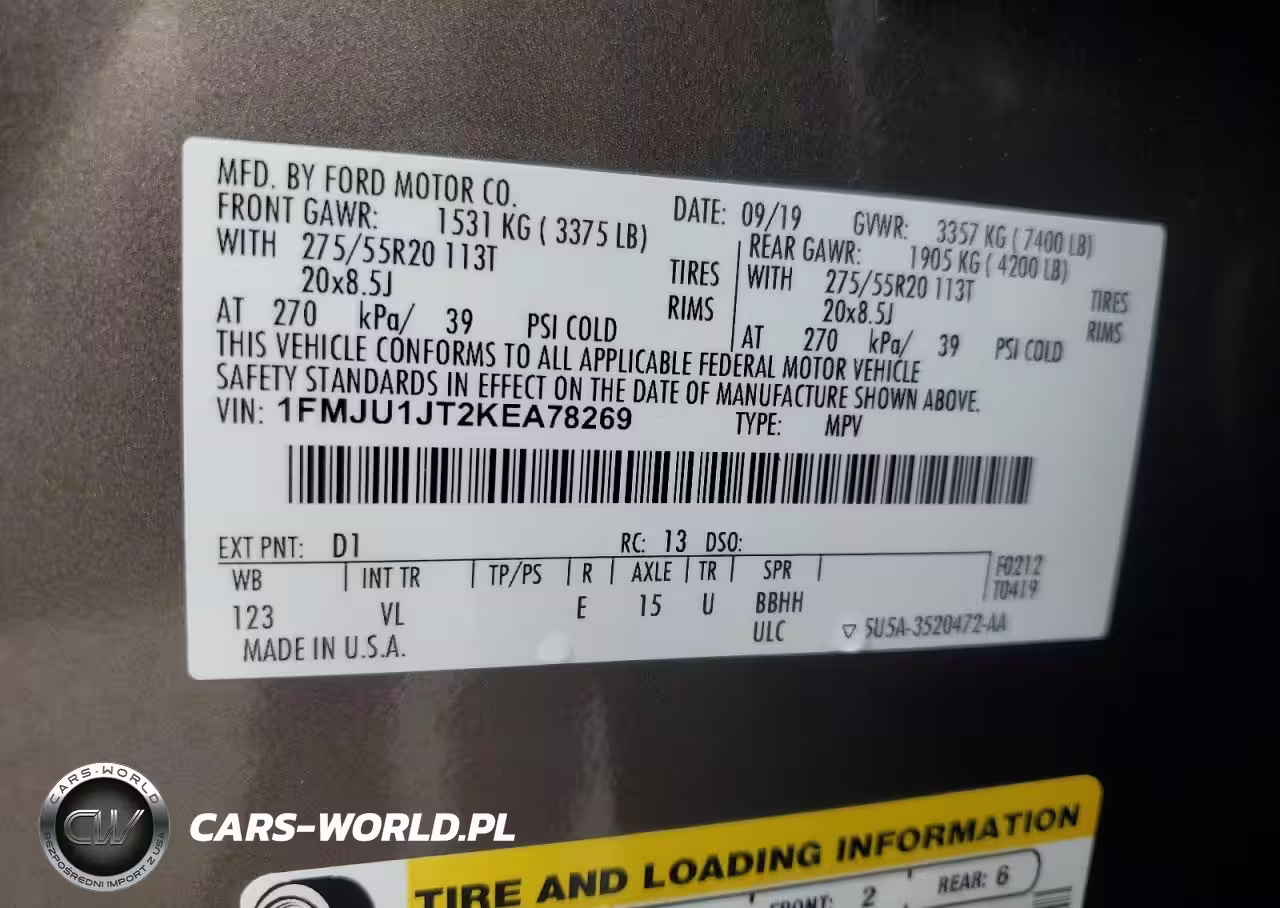 MFD. BY FORD MOTOR CO.
DATE: 09/19 GVWR: 3357 KG ( 7400 LB)
FRONT GAWR: 1531 KG ( 3375 LB)
REAR GAWR: 1905 KG ( 4200 LB)
WITH 275/55R20 113T TIRES
WITH 275/55R20 113T TIRES
20x8.5J RIMS
20x8.5J RIMS
AT 270 kPa/ 39 PSI COLD
AT 270 kPa/ 39 PSI COLD
THIS VEHICLE CONFORMS TO ALL APPLICABLE FEDERAL MOTOR VEHICLE
SAFETY STANDARDS IN EFFECT ON THE DATE OF MANUFACTURE SHOWN ABOVE.
VIN: 1FMJU1JT2KEA78269 TYPE: MPV
EXT PNT: D1 RC: 13 DSO:
WB INT TR TP/PS R AXLE TR SPR F0212
T0419
123 VL E 15 U BBHH
ULC ▽ 5U5A-3520472-AA
MADE IN U.S.A.
CARS-WORLD
CW
BEZPOŚREDNI IMPORT Z USA
CARS-WORLD.PL
TIRE AND LOADING INFORMATION
FRONT: 2 REAR: 6